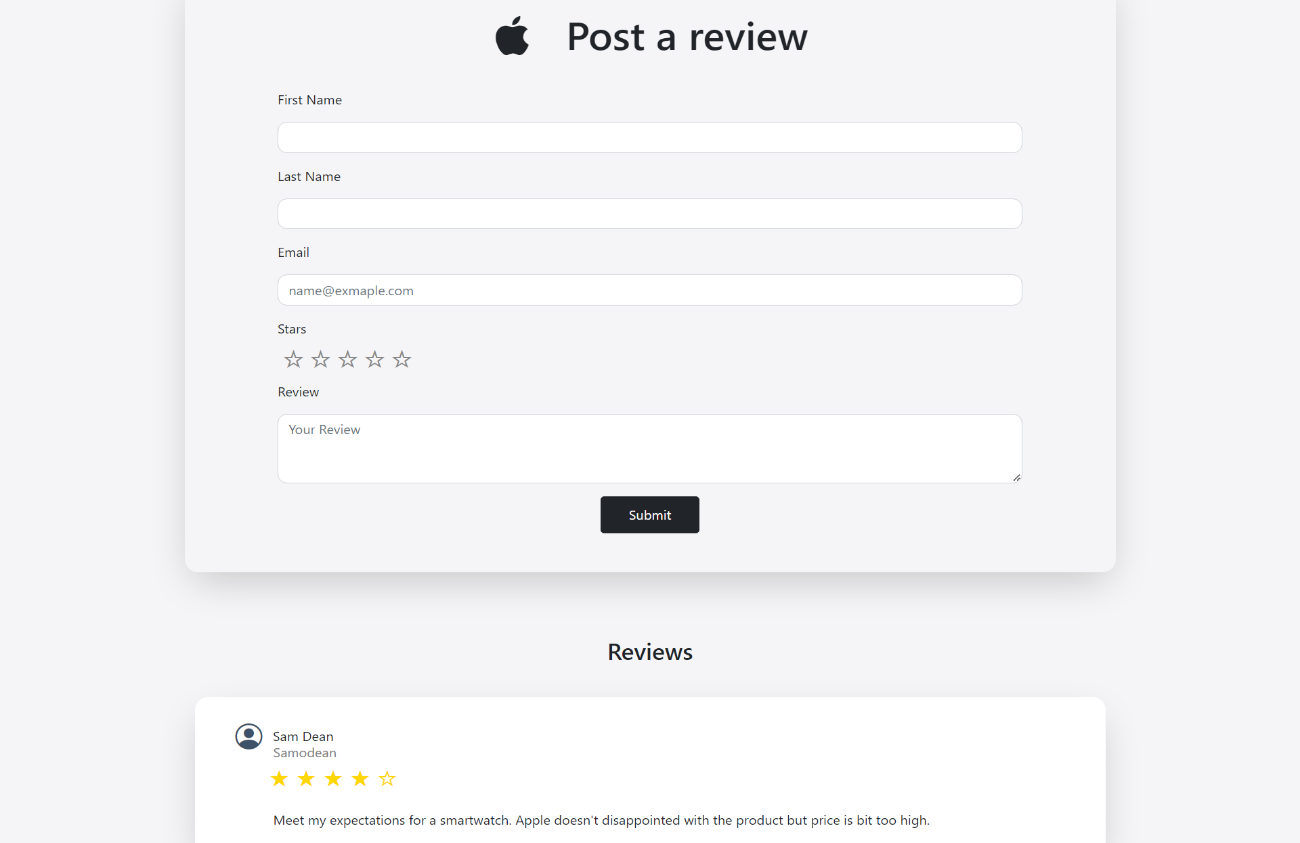 Post a review
First Name
Last Name
Email
name@exmaple.com
Stars
Review
Your Review
Submit
Reviews
Sam Dean
Samodean
Meet my expectations for a smartwatch. Apple doesn't disappointed with the product but price is bit too high.